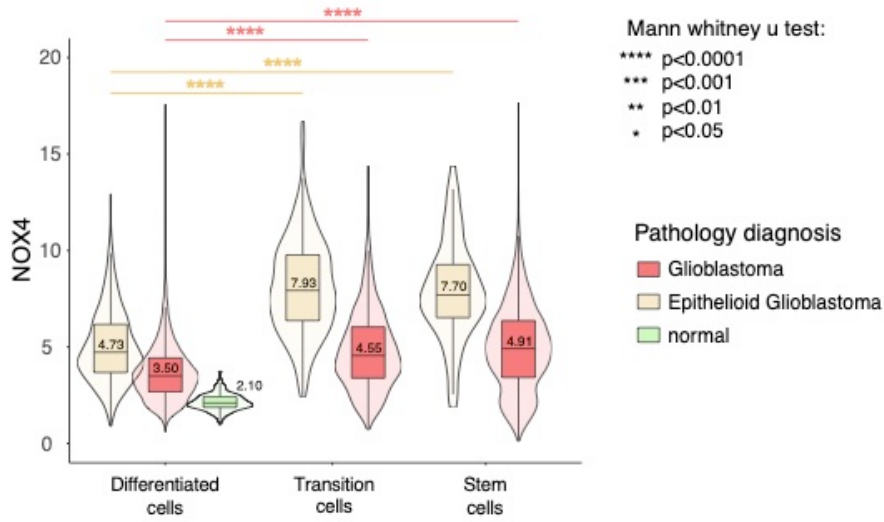 ****
****
****
****
Mann whitney u test:
**** p<0.0001
*** p<0.001
** p<0.01
* p<0.05
20
15
10
5
0
NOX4
4.73
3.50
2.10
7.93
4.55
7.70
4.91
Pathology diagnosis
Glioblastoma
Epithelioid Glioblastoma
normal
Differentiated
cells
Transition
cells
Stem
cells